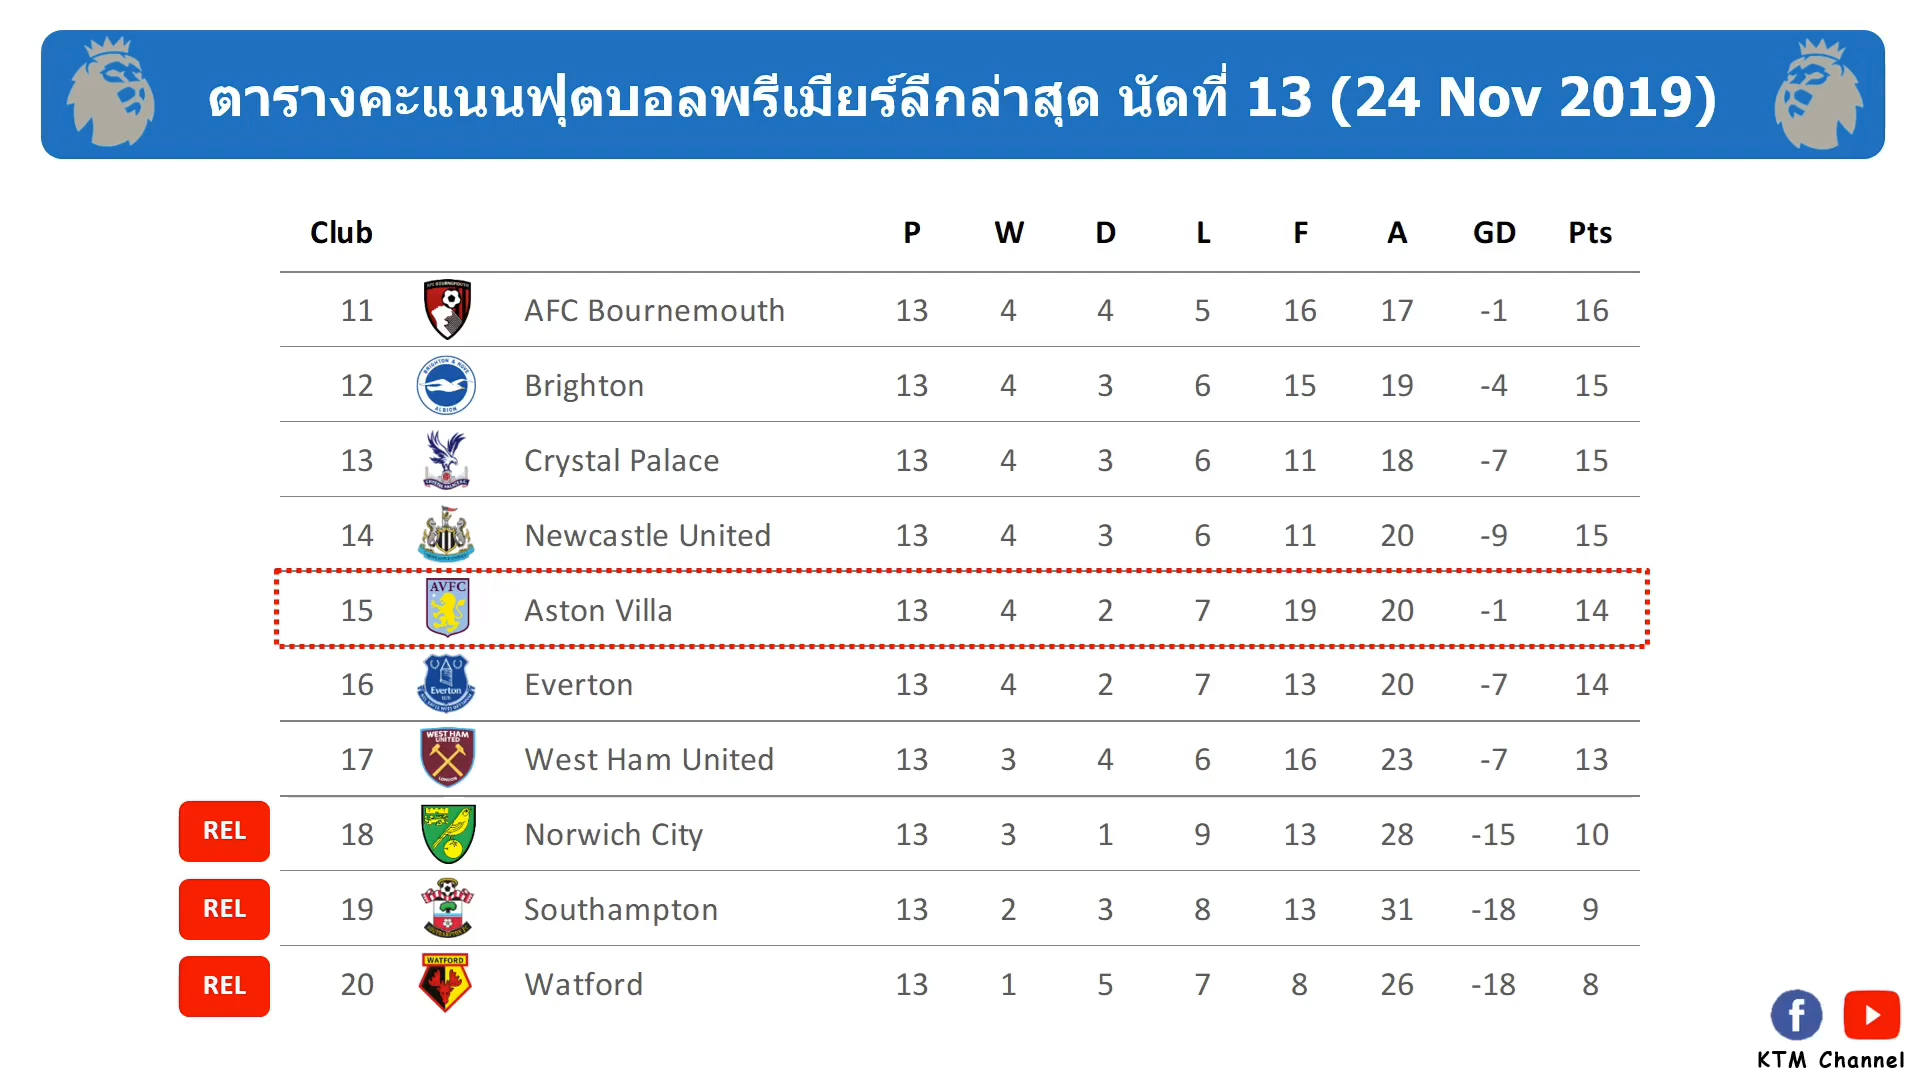 ตารางคะแนนฟุตบอลพรีเมียร์ลีกล่าสุด นัดที่ 13 (24 Nov 2019)
Club P W D L F A GD Pts
11 AFC Bournemouth 13 4 4 5 16 17 -1 16
12 Brighton 13 4 3 6 15 19 -4 15
13 Crystal Palace 13 4 3 6 11 18 -7 15
14 Newcastle United 13 4 3 6 11 20 -9 15
15 AVFC Aston Villa 13 4 2 7 19 20 -1 14
16 Everton Everton 13 4 2 7 13 20 -7 14
17 WEST HAM UNITED LONDON West Ham United 13 3 4 6 16 23 -7 13
REL 18 Norwich City 13 3 1 9 13 28 -15 10
REL 19 Southampton 13 2 3 8 13 31 -18 9
REL 20 WATFORD Watford 13 1 5 7 8 26 -18 8
KTM Channel